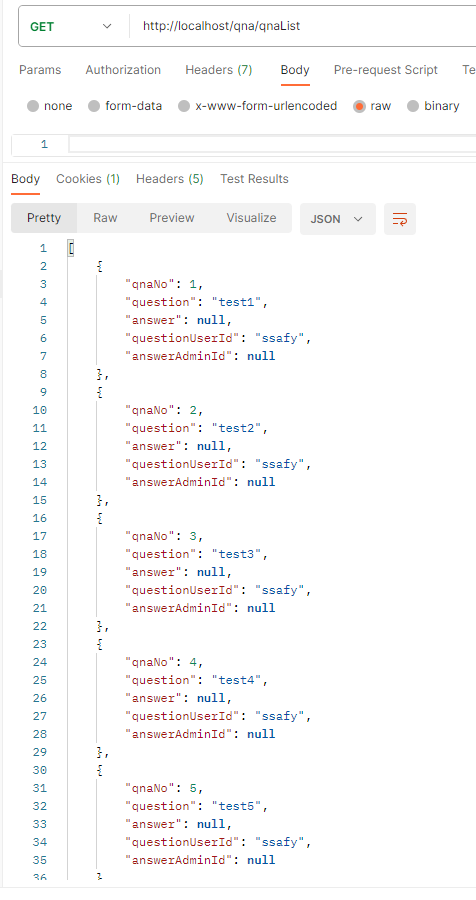 GET http://localhost/qna/qnaList
Params Authorization Headers (7) Body Pre-request Script Te
none form-data x-www-form-urlencoded raw binary
1
Body Cookies (1) Headers (5) Test Results
Pretty Raw Preview Visualize JSON
1 [
2 {
3 "qnaNo": 1,
4 "question": "test1",
5 "answer": null,
6 "questionUserId": "ssafy",
7 "answerAdminId": null
8 },
9 {
10 "qnaNo": 2,
11 "question": "test2",
12 "answer": null,
13 "questionUserId": "ssafy",
14 "answerAdminId": null
15 },
16 {
17 "qnaNo": 3,
18 "question": "test3",
19 "answer": null,
20 "questionUserId": "ssafy",
21 "answerAdminId": null
22 },
23 {
24 "qnaNo": 4,
25 "question": "test4",
26 "answer": null,
27 "questionUserId": "ssafy",
28 "answerAdminId": null
29 },
30 {
31 "qnaNo": 5,
32 "question": "test5",
33 "answer": null,
34 "questionUserId": "ssafy",
35 "answerAdminId": null
36 }